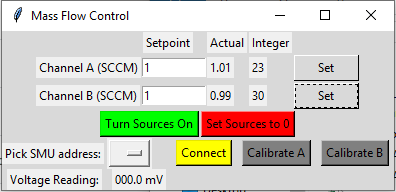 Mass Flow Control
Setpoint Actual Integer
Channel A (SCCM) 1 1.01 23 Set
Channel B (SCCM) 1 0.99 30 Set
Turn Sources On Set Sources to 0
Pick SMU address: Connect Calibrate A Calibrate B
Voltage Reading: 000.0 mV